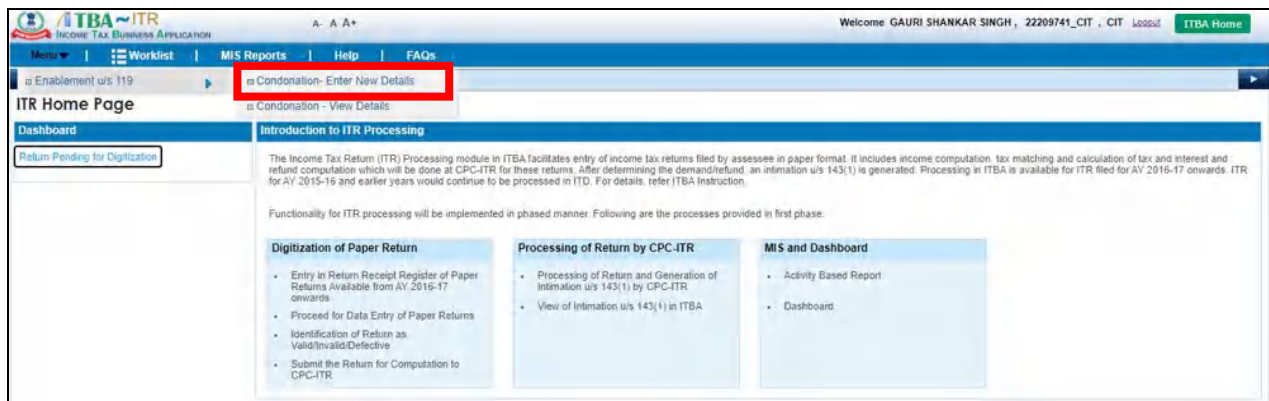 ITBA~ITR
INCOME TAX BUSINESS APPLICATION
A- A A+
Welcome GAURI SHANKAR SINGH , 22209741_CIT , CIT Logout ITBA Home
Menu | Worklist | MIS Reports | Help | FAQs
Enablement u/s 119
Condonation- Enter New Details
Condonation - View Details
ITR Home Page
Dashboard
Return Pending for Digitization
Introduction to ITR Processing
The Income Tax Return (ITR) Processing module in ITBA facilitates entry of income tax returns filed by assessee in paper format. It includes income computation, tax matching and calculation of tax and interest and
refund computation which will be done at CPC-ITR for these returns. After determining the demand/refund, an intimation u/s 143(1) is generated. Processing in ITBA is available for ITR filed for AY 2016-17 onwards. ITR
for AY 2015-16 and earlier years would continue to be processed in ITD. For details, refer ITBA Instruction.
Functionality for ITR processing will be implemented in phased manner. Following are the processes provided in first phase:
Digitization of Paper Return
Entry in Return Receipt Register of Paper
Returns Available from AY 2016-17
onwards
Proceed for Data Entry of Paper Returns
Identification of Return as
Valid/Invalid/Defective
Submit the Return for Computation to
CPC-ITR
Processing of Return by CPC-ITR
Processing of Return and Generation of
Intimation u/s 143(1) by CPC-ITR
View of Intimation u/s 143(1) in ITBA
MIS and Dashboard
Activity Based Report
Dashboard